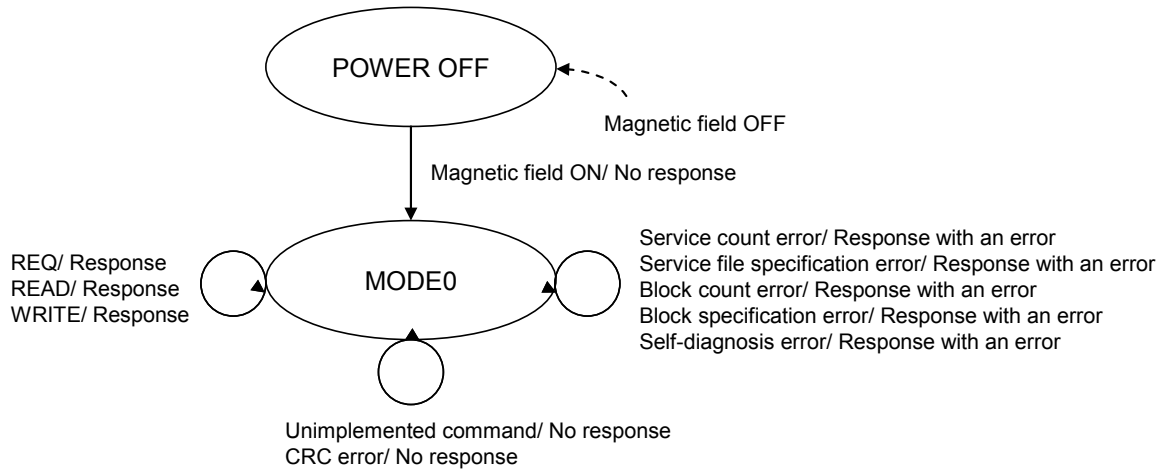 POWER OFF
Magnetic field OFF
Magnetic field ON/ No response
REQ/ Response
READ/ Response
WRITE/ Response
MODE0
Service count error/ Response with an error
Service file specification error/ Response with an error
Block count error/ Response with an error
Block specification error/ Response with an error
Self-diagnosis error/ Response with an error
Unimplemented command/ No response
CRC error/ No response